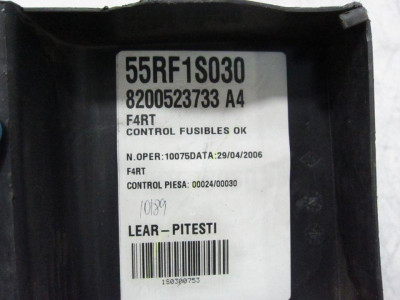 55RF1S030
8200523733 A4
F4RT
CONTROL FUSIBLES OK
N.OPER:10075DATA:29/04/2006
F4RT
CONTROL PIESA: 00024/00030
10189
LEAR-PITESTI
1S0300753